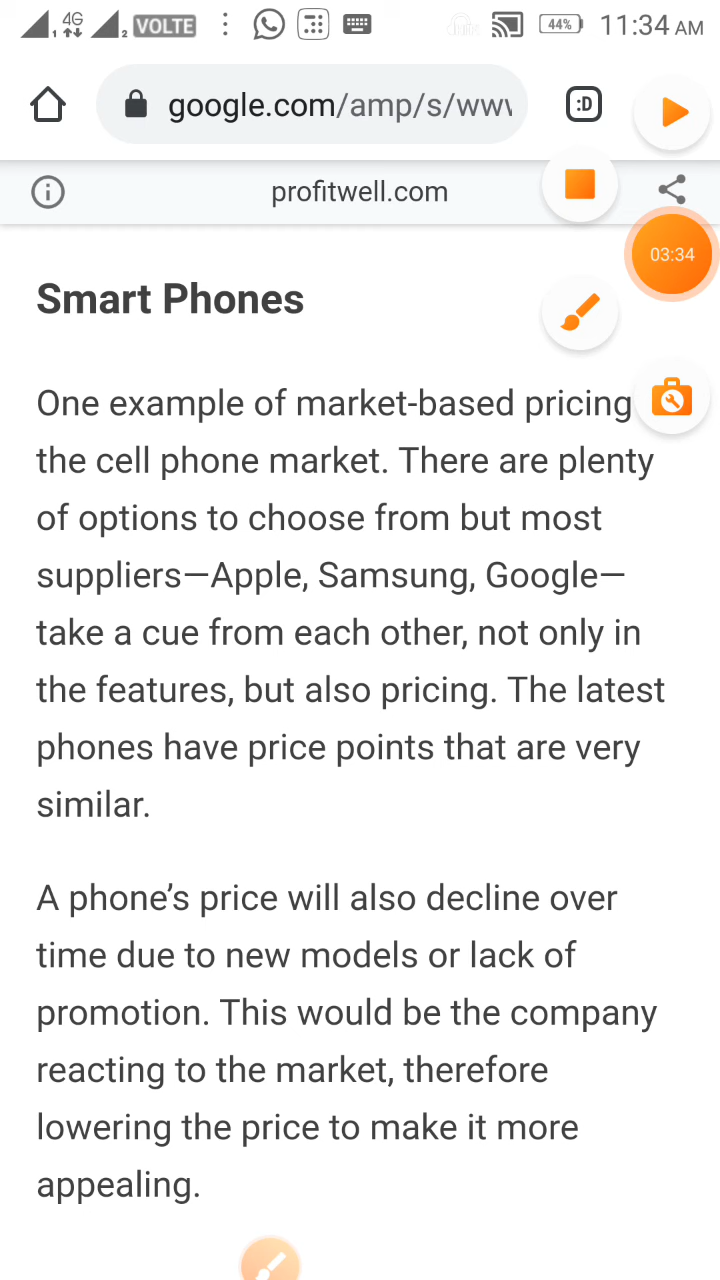 1 4G 2 VOLTE 44% 11:34 AM
google.com/amp/s/www :D
profitwell.com
03:34
Smart Phones
One example of market-based pricing
the cell phone market. There are plenty
of options to choose from but most
suppliers—Apple, Samsung, Google—
take a cue from each other, not only in
the features, but also pricing. The latest
phones have price points that are very
similar.
A phone’s price will also decline over
time due to new models or lack of
promotion. This would be the company
reacting to the market, therefore
lowering the price to make it more
appealing.